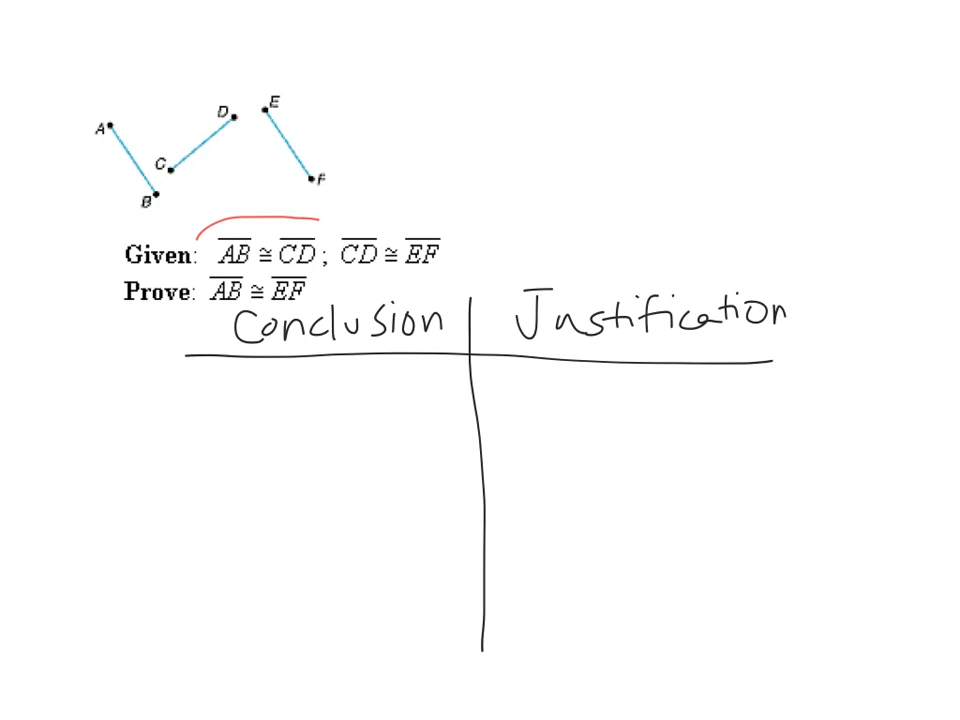 A
B
C
D
E
F
Given: AB ≅ CD ; CD ≅ EF
Prove: AB ≅ EF
Conclusion Justification